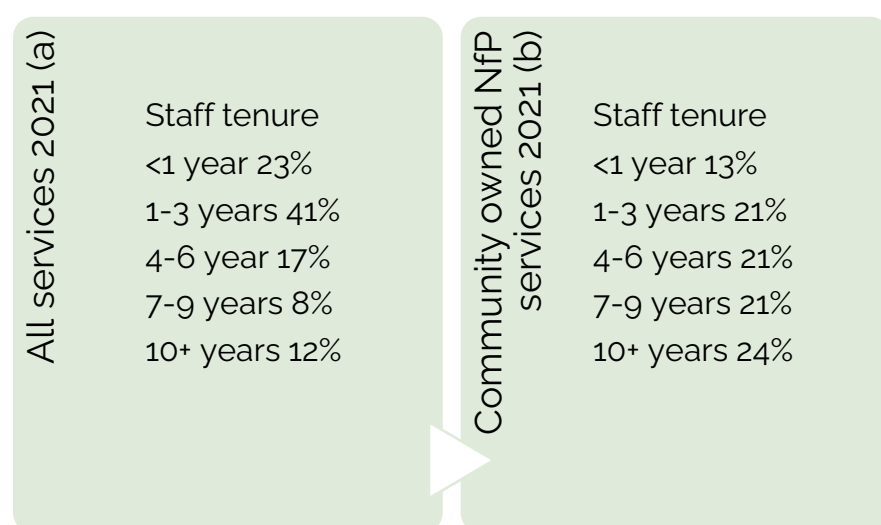 All services 2021 (a)
Staff tenure
<1 year 23%
1-3 years 41%
4-6 year 17%
7-9 years 8%
10+ years 12%
Community owned NfP
services 2021 (b)
Staff tenure
<1 year 13%
1-3 years 21%
4-6 years 21%
7-9 years 21%
10+ years 24%